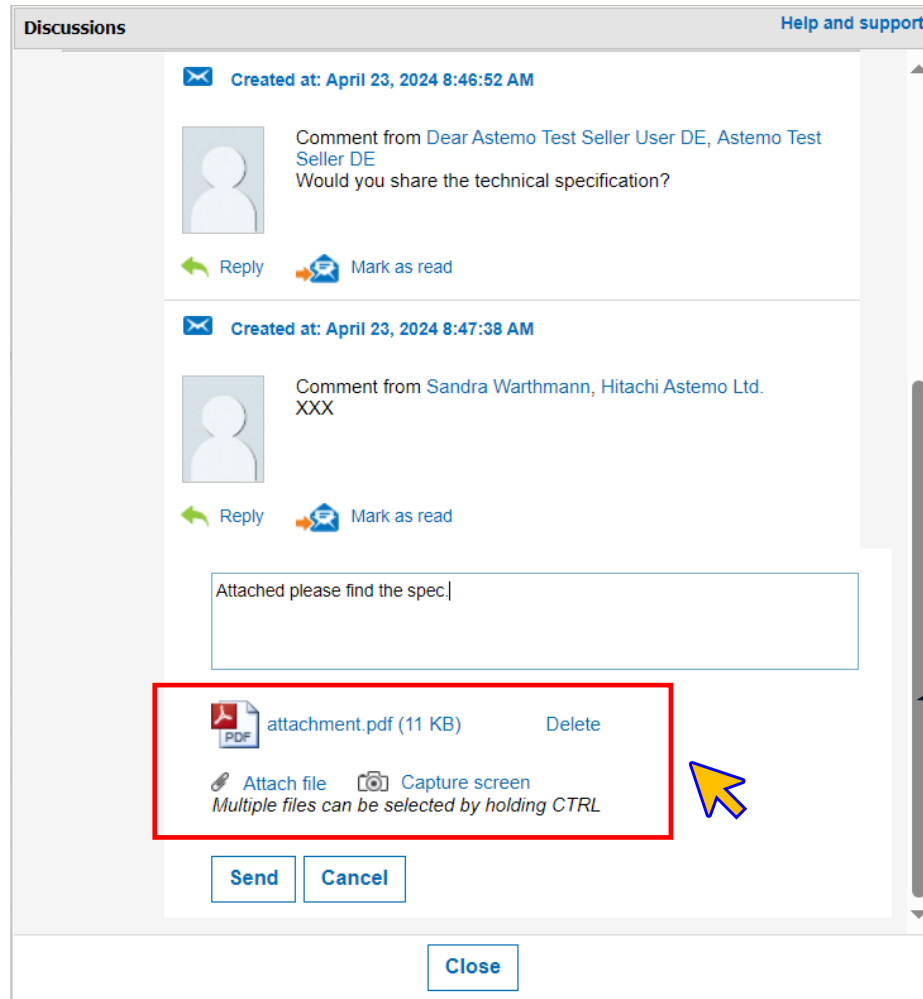 Discussions
Help and support
Created at: April 23, 2024 8:46:52 AM
Comment from Dear Astemo Test Seller User DE, Astemo Test
Seller DE
Would you share the technical specification?
Reply
Mark as read
Created at: April 23, 2024 8:47:38 AM
Comment from Sandra Warthmann, Hitachi Astemo Ltd.
XXX
Reply
Mark as read
Attached please find the spec.
PDF
attachment.pdf (11 KB)
Delete
Attach file
Capture screen
Multiple files can be selected by holding CTRL
Send
Cancel
Close